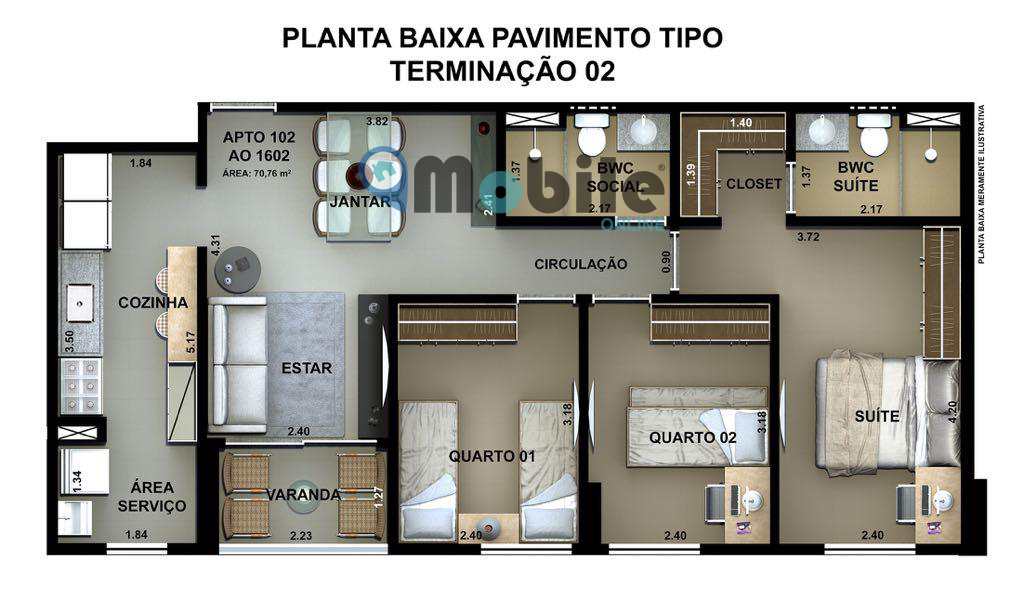 PLANTA BAIXA PAVIMENTO TIPO
TERMINAÇÃO 02
APTO 102
AO 1602
ÁREA: 70,76 m²
3.82
JANTAR
2.41
4.31
1.84
COZINHA
3.50
5.17
ESTAR
2.40
1.34
ÁREA
SERVIÇO
1.84
VARANDA
1.27
2.23
CIRCULAÇÃO
0.90
1.37
BWC
SOCIAL
2.17
1.40
1.39
CLOSET
1.37
BWC
SUÍTE
2.17
3.72
QUARTO 01
3.18
2.40
QUARTO 02
3.18
2.40
SUÍTE
4.20
2.40
mobile®
ONLINE
PLANTA BAIXA MERAMENTE ILUSTRATIVA